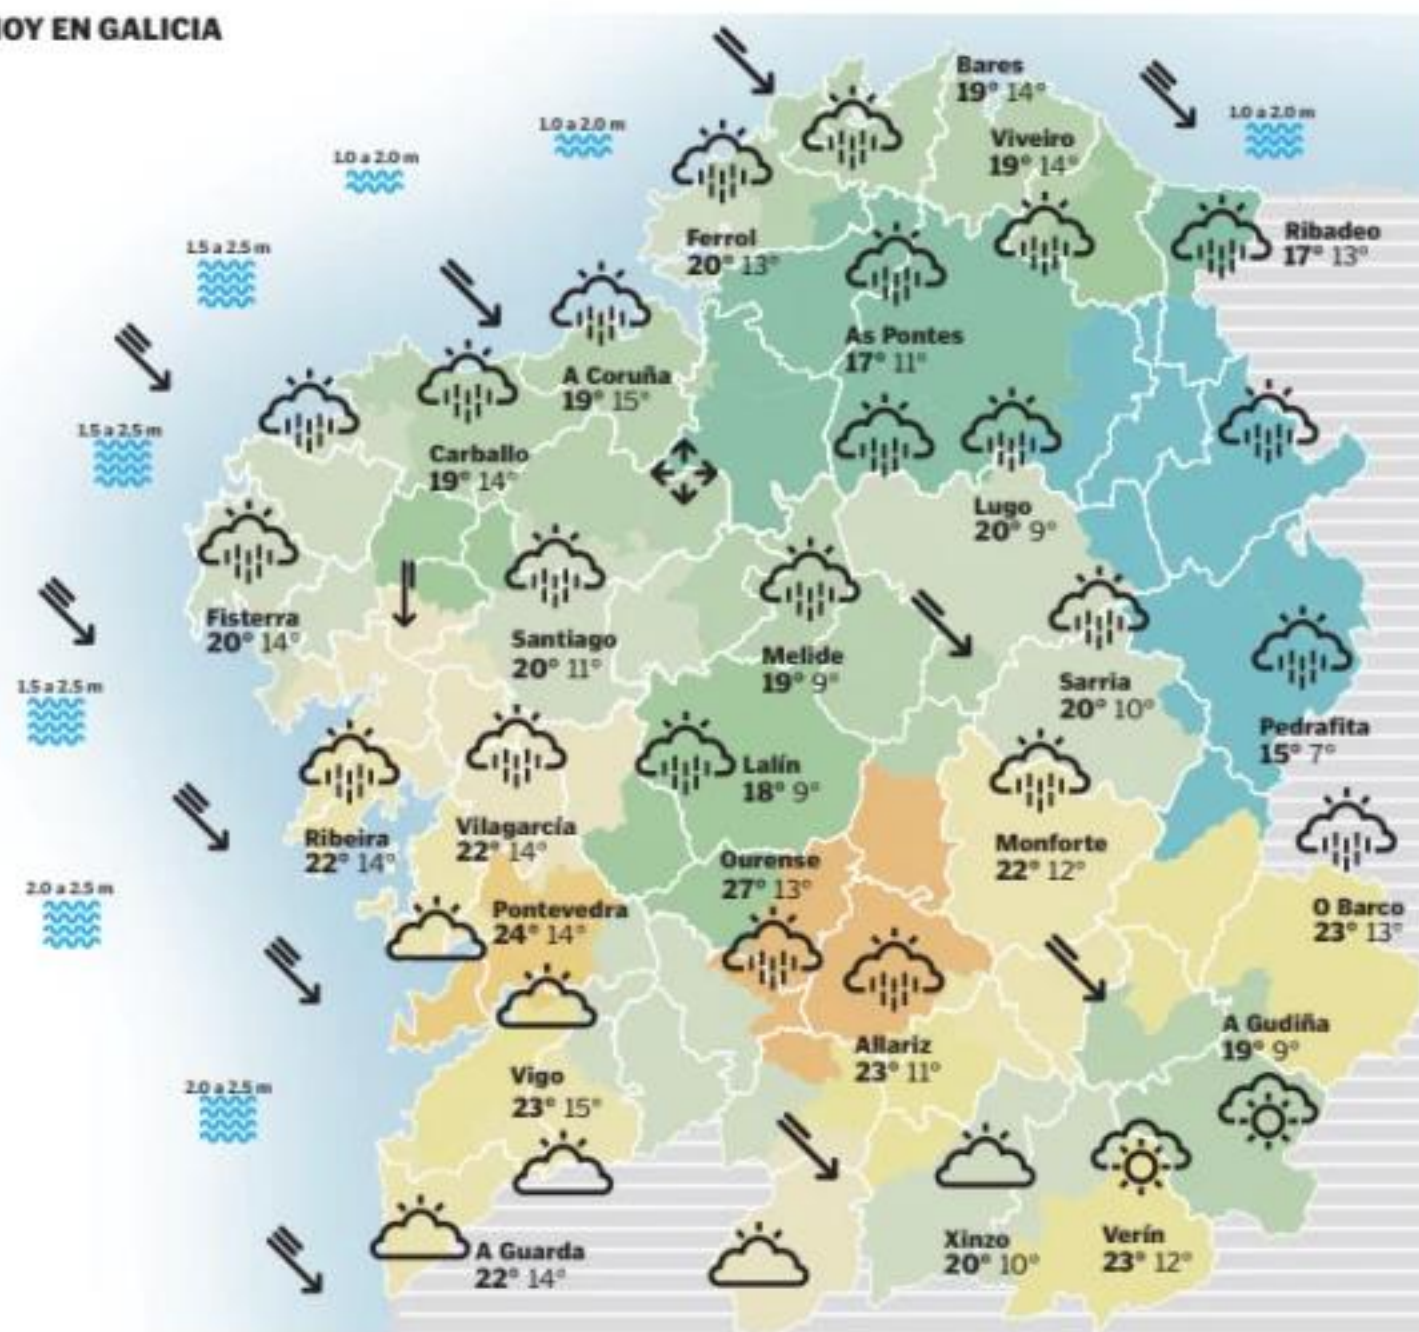 HOY EN GALICIA
Bares
19° 14°
1.0 a 2.0 m
1.0 a 2.0 m
Viveiro
19° 14°
1.0 a 2.0 m
Ferrol
20° 13°
Ribadeo
17° 13°
1.5 a 2.5 m
As Pontes
17° 11°
A Coruña
19° 15°
1.5 a 2.5 m
Carballo
19° 14°
Lugo
20° 9°
Fisterra
20° 14°
Santiago
20° 11°
Melide
19° 9°
1.5 a 2.5 m
Sarria
20° 10°
Pedrafita
15° 7°
Lalín
18° 9°
Ribeira
22° 14°
Vilagarcía
22° 14°
Monforte
22° 12°
Ourense
27° 13°
2.0 a 2.5 m
Pontevedra
24° 14°
O Barco
23° 13°
A Gudiña
19° 9°
Allariz
23° 11°
Vigo
23° 15°
2.0 a 2.5 m
A Guarda
22° 14°
Xinzo
20° 10°
Verín
23° 12°